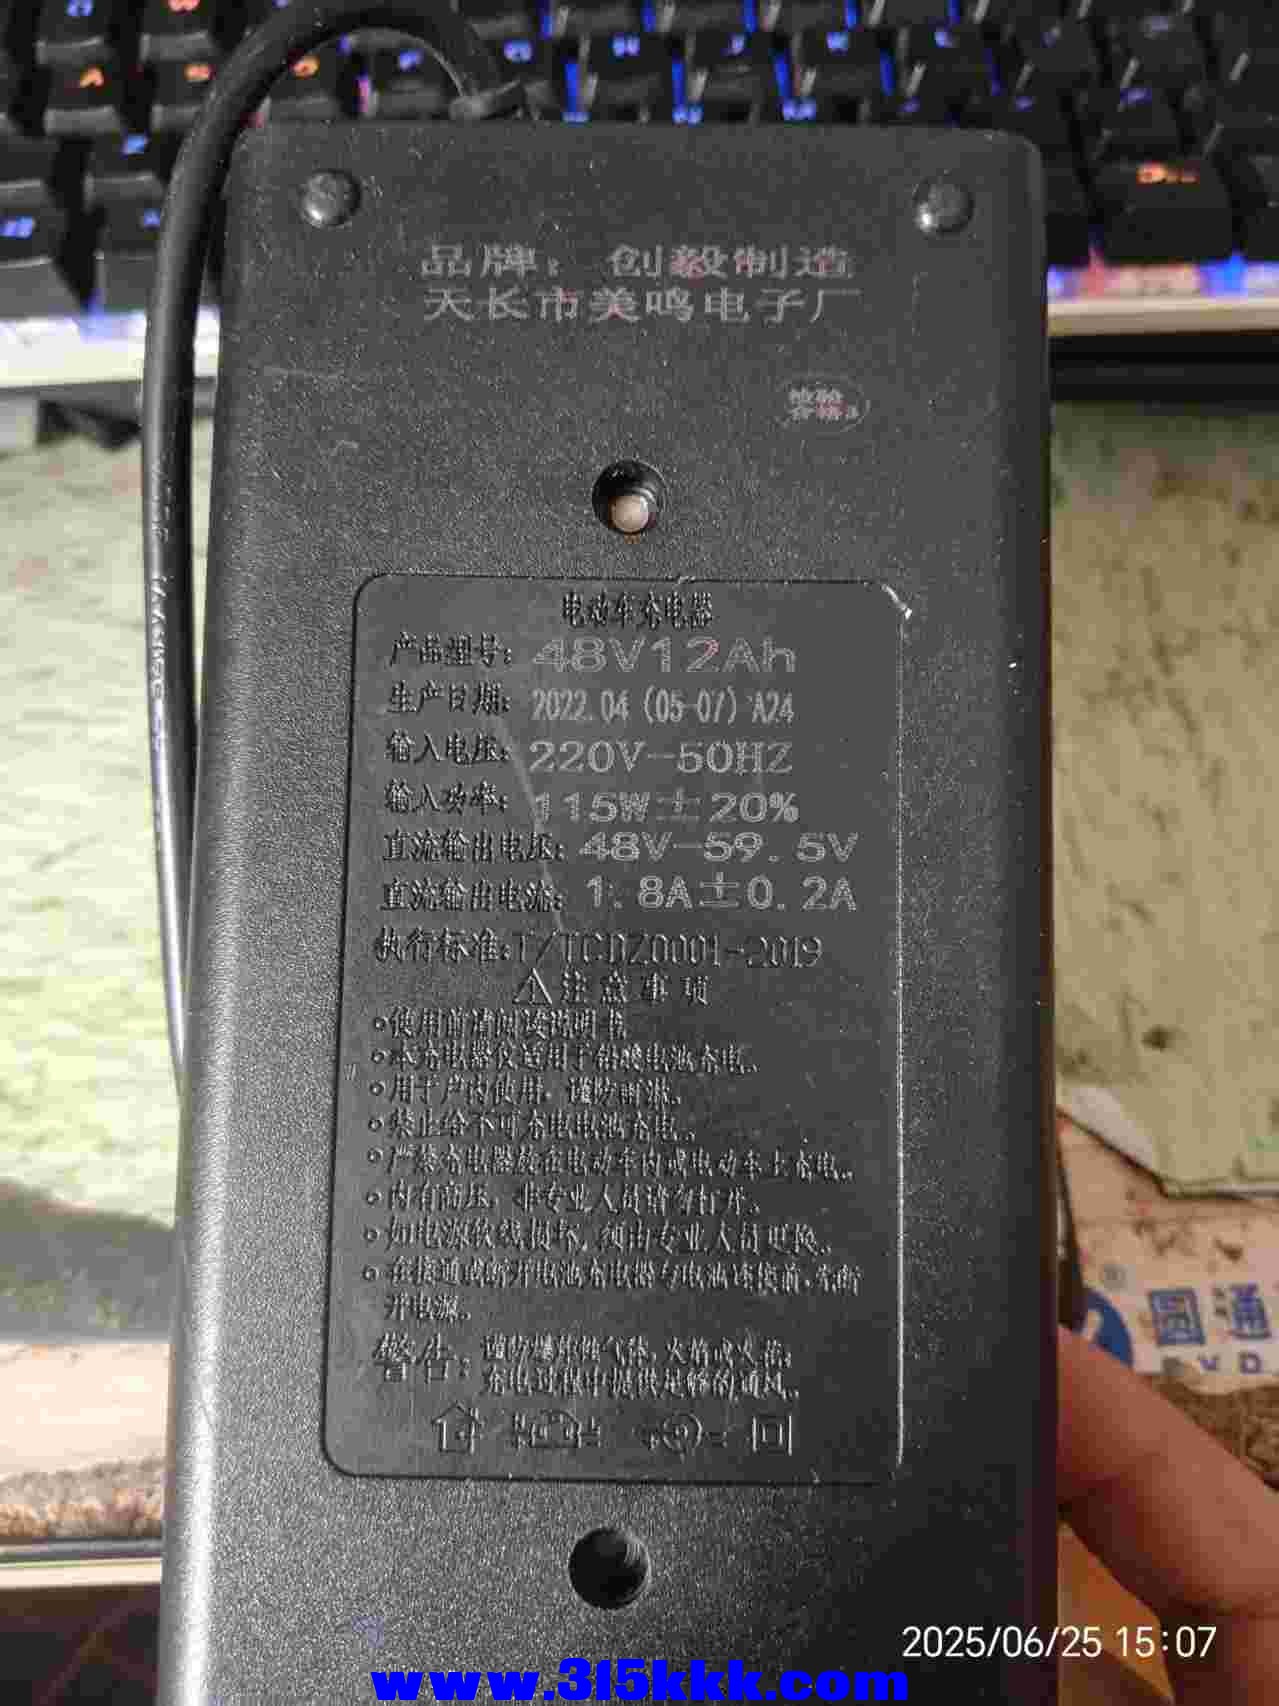 品牌：创毅制造
天长市美鸣电子厂
检验
合格
电动车充电器
产品型号：48V12Ah
生产日期：2022.04 (05-07) A24
输入电压：220V-50HZ
输入功率：115W±20%
直流输出电压：48V-59.5V
直流输出电流：1.8A±0.2A
执行标准：T/TCDZ0001-2019
注意事项
使用前请阅读说明书
本充电器仅适用于铅酸电池充电。
用于户内使用，谨防雨淋。
禁止给不可充电电池充电。
严禁充电器放在电动车内或电动车上充电。
内有高压，非专业人员请勿打开。
如电源软线损坏，须由专业人员更换。
在接通或断开电池充电器与电池连接前，先断
开电源。
警告：谨防爆炸性气体，火焰或火花，
充电过程中提供足够的通风。
圆通
2025/06/25 15:07
www.315kkk.com